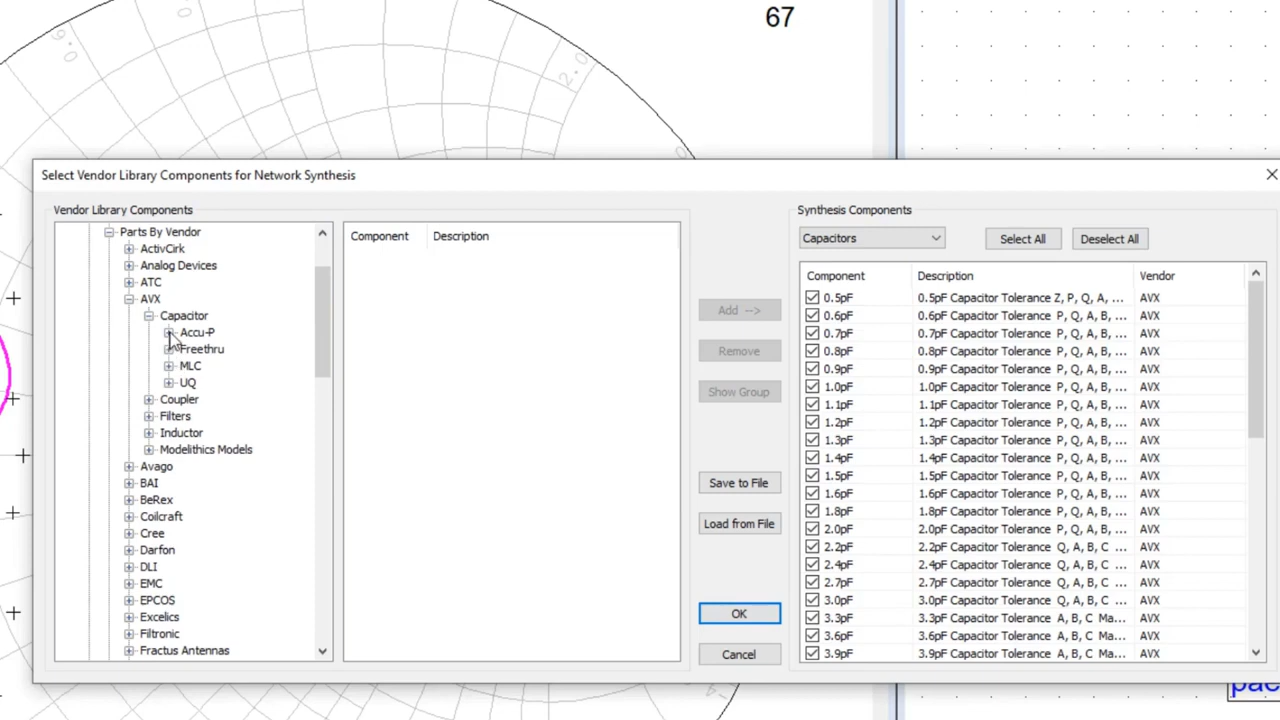 67
0.6
0
2.0
Select Vendor Library Components for Network Synthesis
Vendor Library Components
Parts By Vendor
ActivCirk
Analog Devices
ATC
AVX
Capacitor
Accu-P
Freethru
MLC
UQ
Coupler
Filters
Inductor
Modelithics Models
Avago
BAI
BeRex
Coilcraft
Cree
Darfon
DLI
EMC
EPCOS
Excelics
Filtronic
Fractus Antennas
Component Description
Add -->
Remove
Show Group
Save to File
Load from File
OK
Cancel
Synthesis Components
Capacitors
Select All
Deselect All
Component Description Vendor
0.5pF 0.5pF Capacitor Tolerance Z, P, Q, A, ... AVX
0.6pF 0.6pF Capacitor Tolerance P, Q, A, B, ... AVX
0.7pF 0.7pF Capacitor Tolerance P, Q, A, B, ... AVX
0.8pF 0.8pF Capacitor Tolerance P, Q, A, B, ... AVX
0.9pF 0.9pF Capacitor Tolerance P, Q, A, B, ... AVX
1.0pF 1.0pF Capacitor Tolerance P, Q, A, B, ... AVX
1.1pF 1.1pF Capacitor Tolerance P, Q, A, B, ... AVX
1.2pF 1.2pF Capacitor Tolerance P, Q, A, B, ... AVX
1.3pF 1.3pF Capacitor Tolerance P, Q, A, B, ... AVX
1.4pF 1.4pF Capacitor Tolerance P, Q, A, B, ... AVX
1.5pF 1.5pF Capacitor Tolerance P, Q, A, B, ... AVX
1.6pF 1.6pF Capacitor Tolerance P, Q, A, B, ... AVX
1.8pF 1.8pF Capacitor Tolerance P, Q, A, B, ... AVX
2.0pF 2.0pF Capacitor Tolerance P, Q, A, B, ... AVX
2.2pF 2.2pF Capacitor Tolerance Q, A, B, C ... AVX
2.4pF 2.4pF Capacitor Tolerance Q, A, B, C ... AVX
2.7pF 2.7pF Capacitor Tolerance Q, A, B, C ... AVX
3.0pF 3.0pF Capacitor Tolerance Q, A, B, C ... AVX
3.3pF 3.3pF Capacitor Tolerance A, B, C Ma... AVX
3.6pF 3.6pF Capacitor Tolerance A, B, C Ma... AVX
3.9pF 3.9pF Capacitor Tolerance A, B, C Ma... AVX